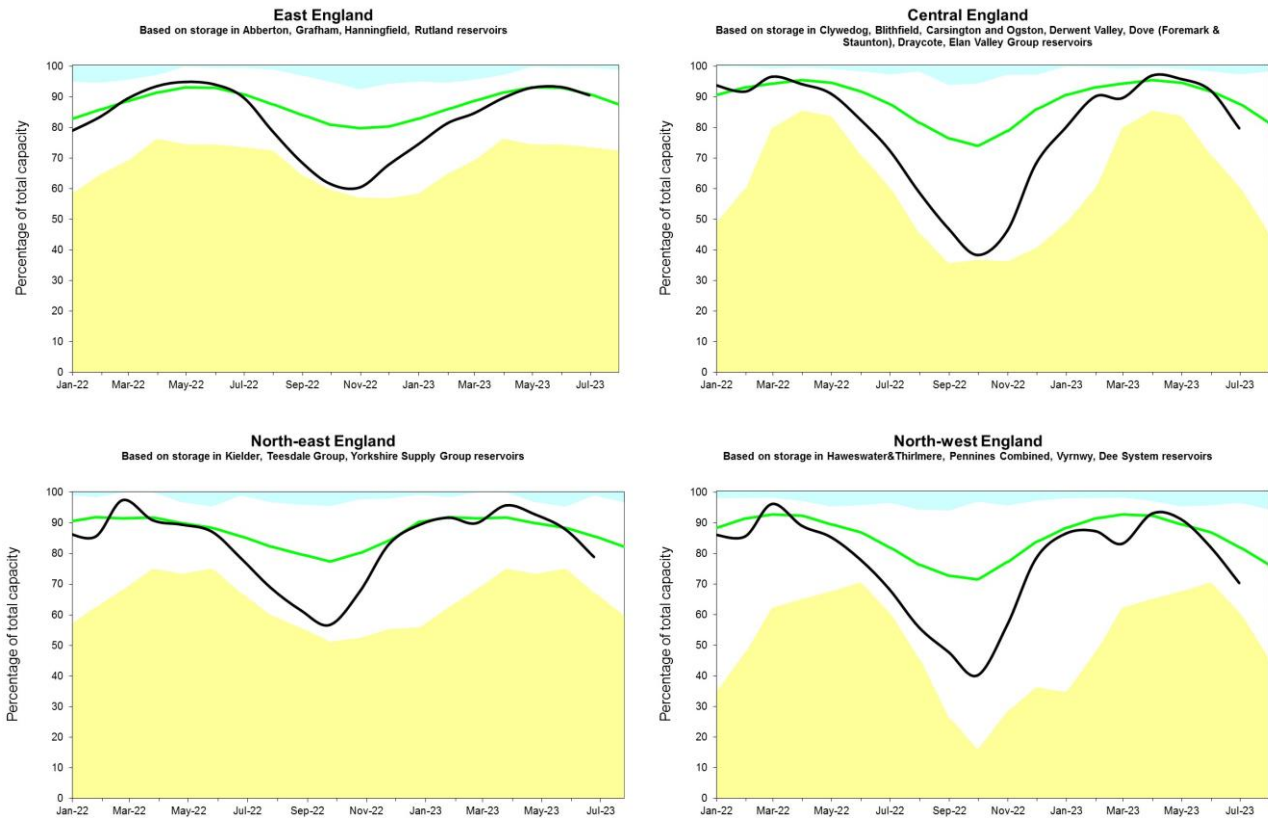 East England
Based on storage in Abberton, Grafham, Hanningfield, Rutland reservoirs
Percentage of total capacity
100
90
80
70
60
50
40
30
20
10
0
Jan-22 Mar-22 May-22 Jul-22 Sep-22 Nov-22 Jan-23 Mar-23 May-23 Jul-23
Central England
Based on storage in Clywedog, Blithfield, Carsington and Ogston, Derwent Valley, Dove (Foremark &
Staunton), Draycote, Elan Valley Group reservoirs
Percentage of total capacity
100
90
80
70
60
50
40
30
20
10
0
Jan-22 Mar-22 May-22 Jul-22 Sep-22 Nov-22 Jan-23 Mar-23 May-23 Jul-23
North-east England
Based on storage in Kielder, Teesdale Group, Yorkshire Supply Group reservoirs
Percentage of total capacity
100
90
80
70
60
50
40
30
20
10
0
Jan-22 Mar-22 May-22 Jul-22 Sep-22 Nov-22 Jan-23 Mar-23 May-23 Jul-23
North-west England
Based on storage in Haweswater&Thirlmere, Pennines Combined, Vyrnwy, Dee System reservoirs
Percentage of total capacity
100
90
80
70
60
50
40
30
20
10
0
Jan-22 Mar-22 May-22 Jul-22 Sep-22 Nov-22 Jan-23 Mar-23 May-23 Jul-23